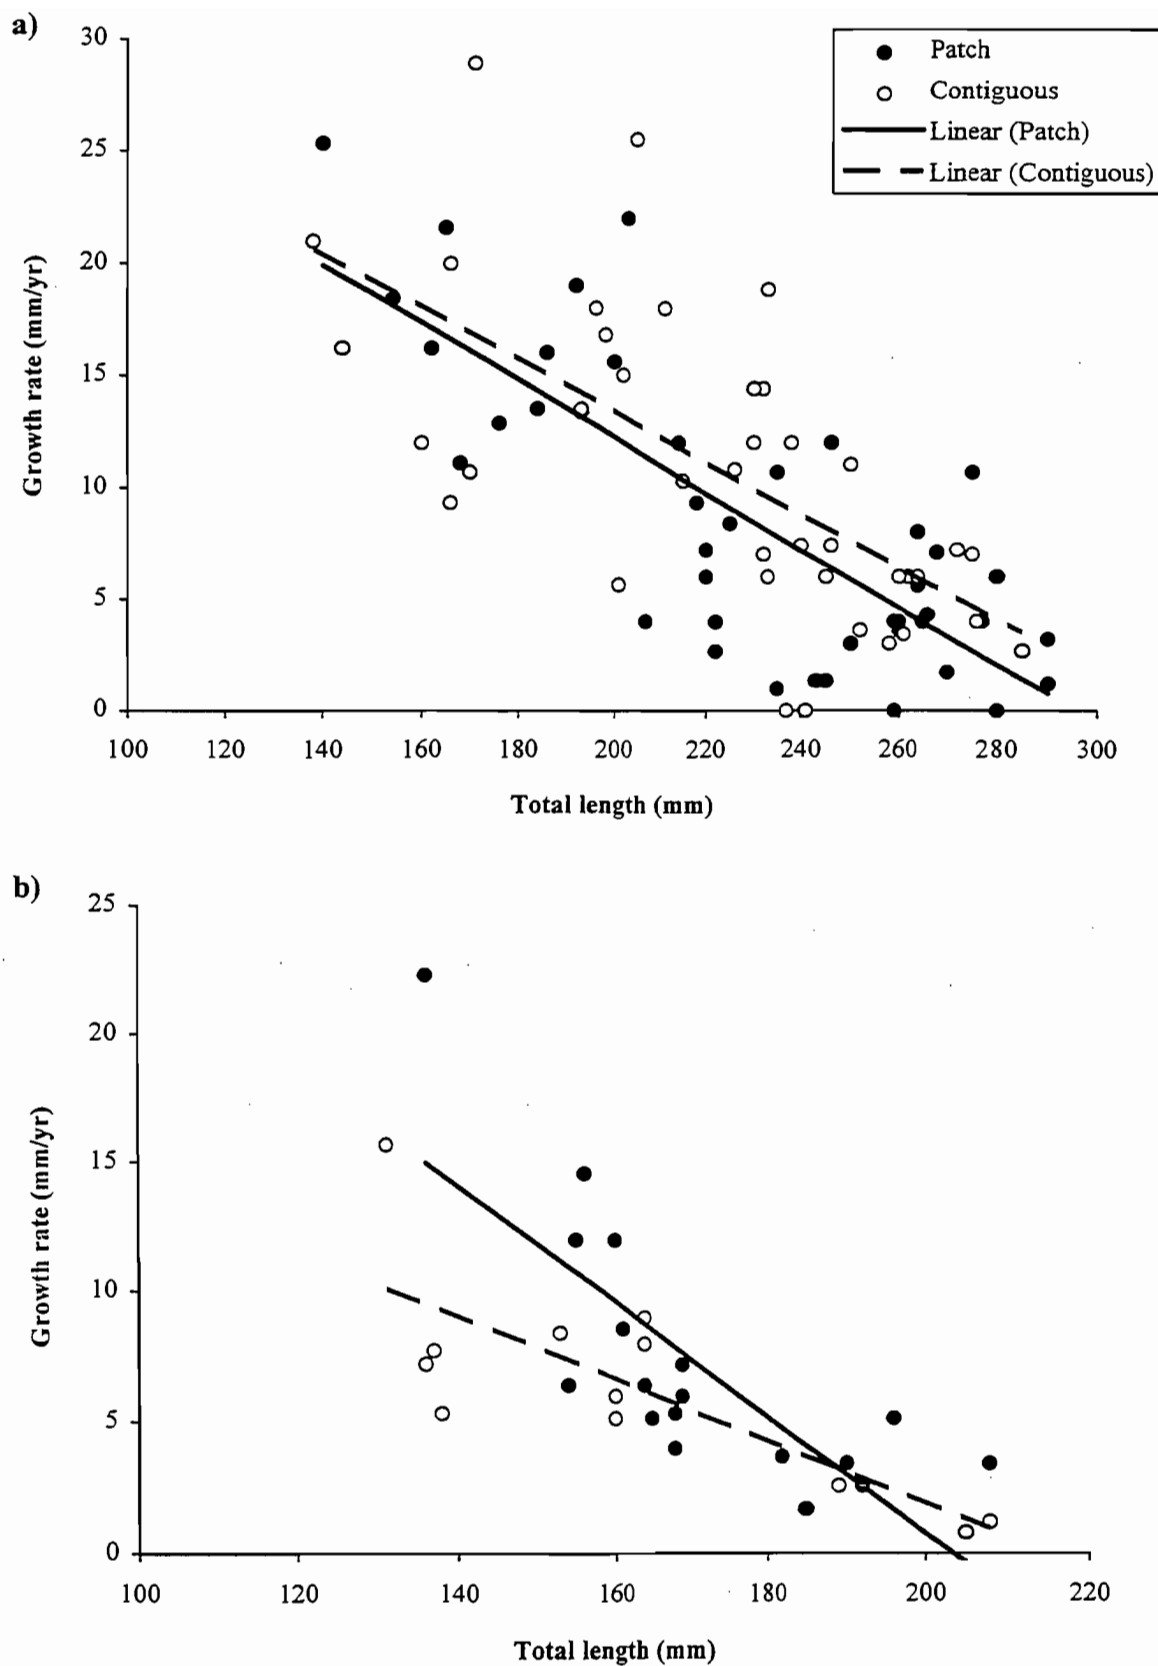 a)
30
25
20
15
10
5
0
Growth rate (mm/yr)
100 120 140 160 180 200 220 240 260 280 300
Total length (mm)
Patch
Contiguous
Linear (Patch)
Linear (Contiguous)
b)
25
20
15
10
5
0
Growth rate (mm/yr)
100 120 140 160 180 200 220
Total length (mm)